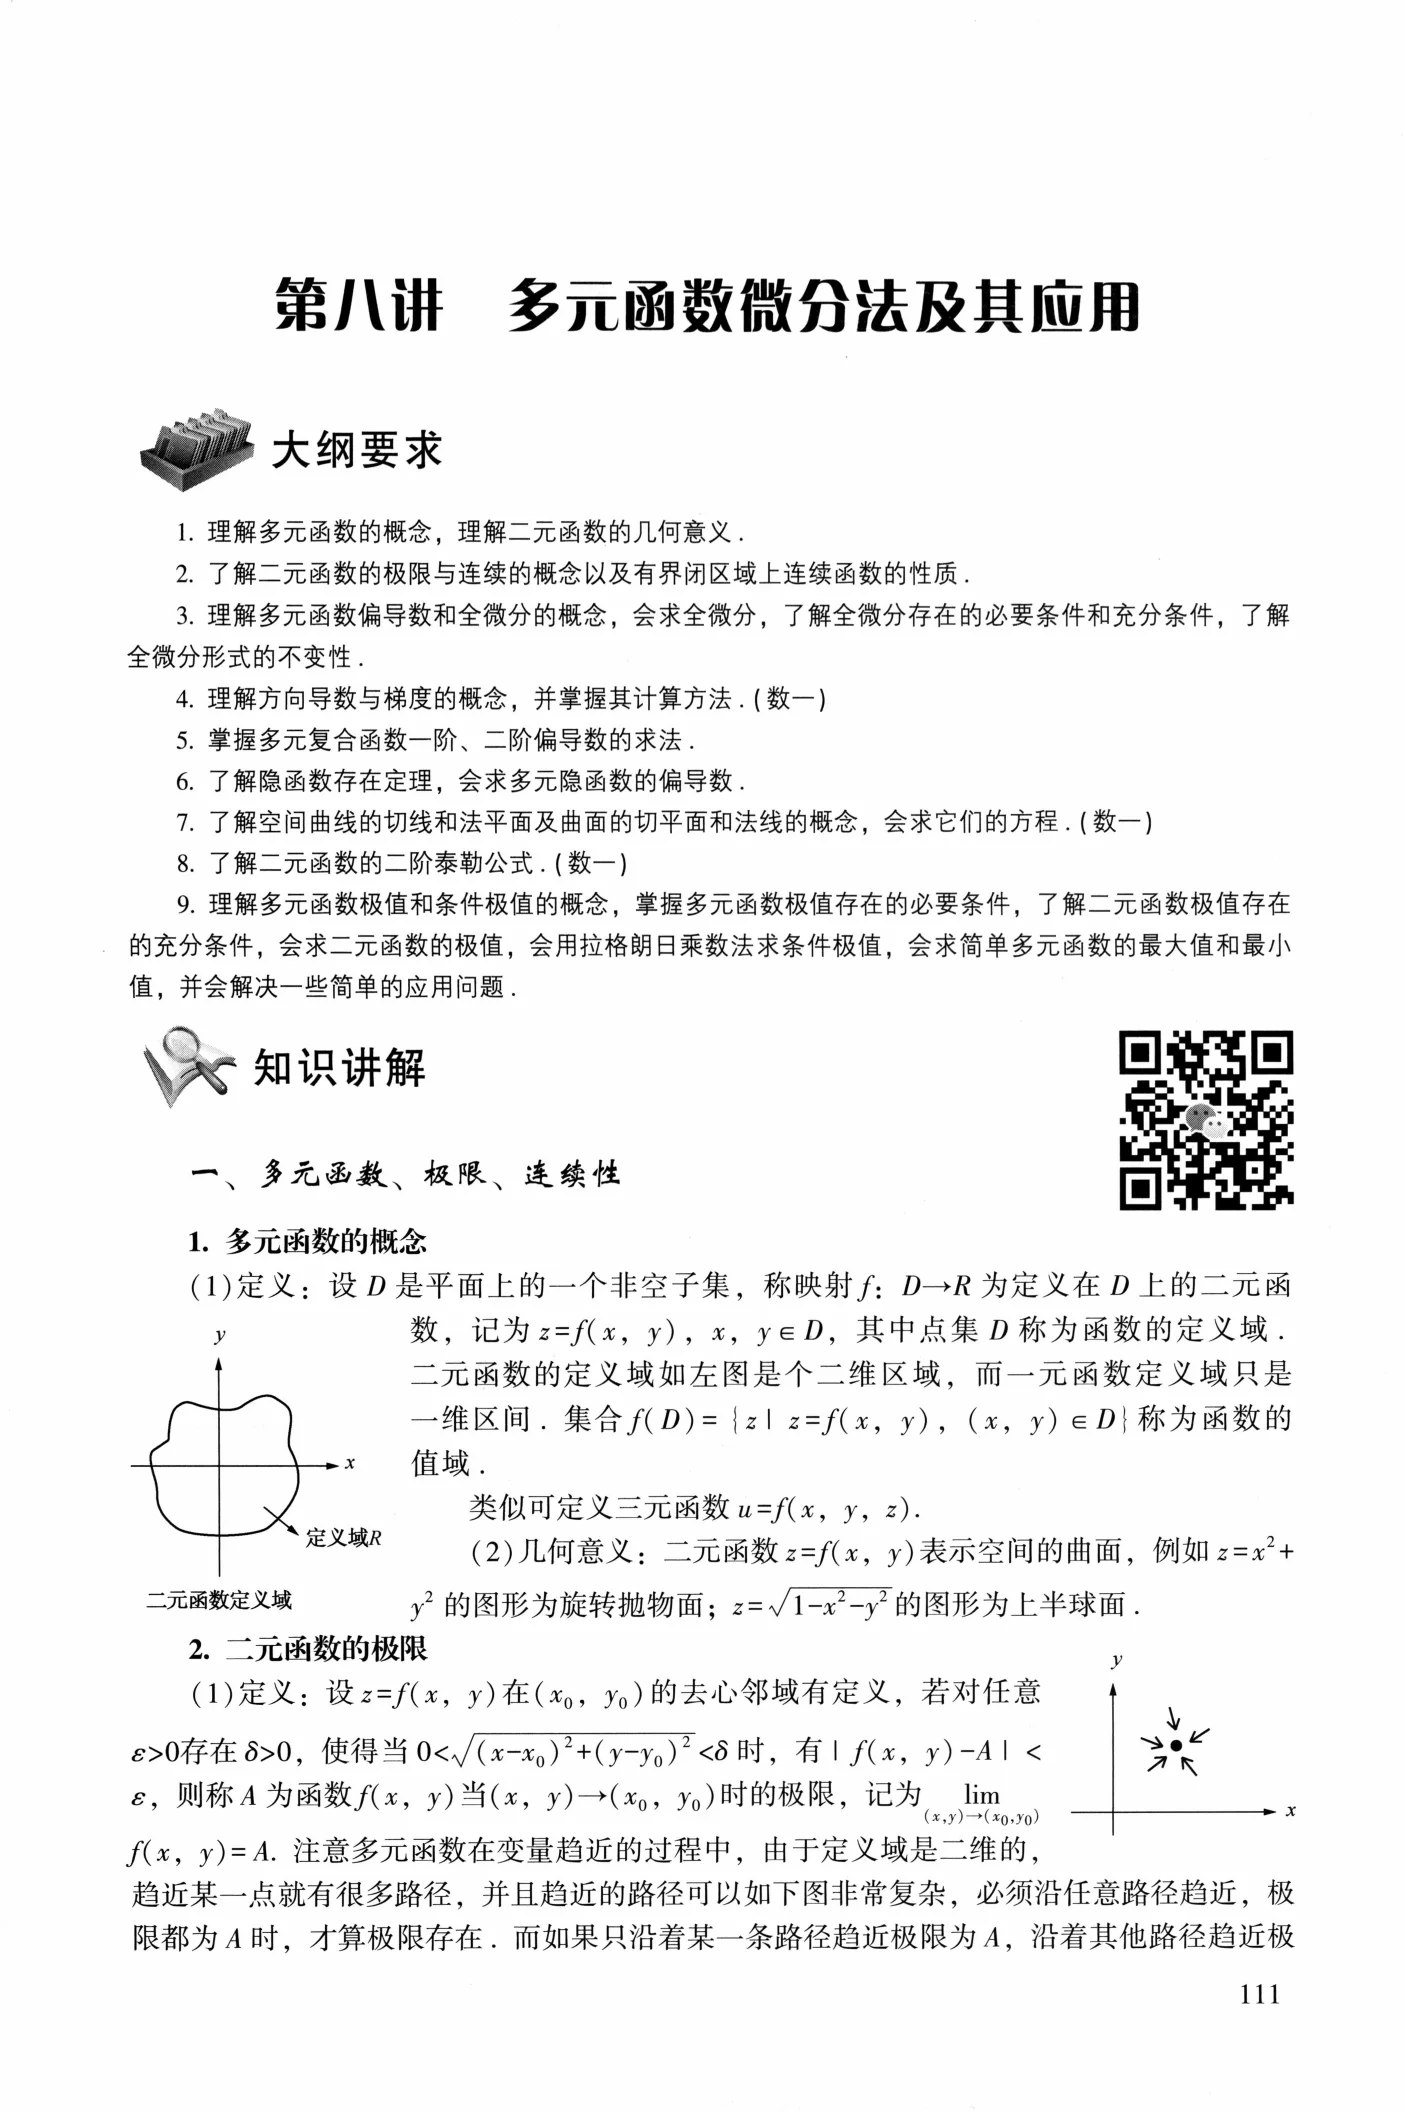 第八讲 多元函数微分法及其应用
大纲要求
1. 理解多元函数的概念，理解二元函数的几何意义.
2. 了解二元函数的极限与连续的概念以及有界闭区域上连续函数的性质.
3. 理解多元函数偏导数和全微分的概念，会求全微分，了解全微分存在的必要条件和充分条件，了解
全微分形式的不变性.
4. 理解方向导数与梯度的概念，并掌握其计算方法.(数一)
5. 掌握多元复合函数一阶、二阶偏导数的求法.
6. 了解隐函数存在定理，会求多元隐函数的偏导数.
7. 了解空间曲线的切线和法平面及曲面的切平面和法线的概念，会求它们的方程.(数一)
8. 了解二元函数的二阶泰勒公式.(数一)
9. 理解多元函数极值和条件极值的概念，掌握多元函数极值存在的必要条件，了解二元函数极值存在
的充分条件，会求二元函数的极值，会用拉格朗日乘数法求条件极值，会求简单多元函数的最大值和最小
值，并会解决一些简单的应用问题.
知识讲解
一、多元函数、极限、连续性
1. 多元函数的概念
(1)定义：设 D 是平面上的一个非空子集，称映射 f：D→R 为定义在 D 上的二元函
数，记为 z=f(x，y)，x，y∈D，其中点集 D 称为函数的定义域.
二元函数的定义域如左图是个二维区域，而一元函数定义域只是
一维区间. 集合 f(D)={z| z=f(x，y)，(x，y)∈D}称为函数的
值域.
y
x
定义域R
二元函数定义域
类似可定义三元函数 u=f(x，y，z).
(2)几何意义：二元函数 z=f(x，y)表示空间的曲面，例如 z=x²+
y² 的图形为旋转抛物面；z=√(1-x²-y²) 的图形为上半球面.
2. 二元函数的极限
(1)定义：设 z=f(x，y)在(x₀，y₀)的去心邻域有定义，若对任意
ε>0存在 δ>0，使得当 0<√((x-x₀)²+(y-y₀)²)<δ 时，有| f(x，y)-A| <
ε，则称 A 为函数 f(x，y)当(x，y)→(x₀，y₀)时的极限，记为 lim
(x,y)→(x₀,y₀)
f(x，y)=A. 注意多元函数在变量趋近的过程中，由于定义域是二维的，
y
x
趋近某一点就有很多路径，并且趋近的路径可以如下图非常复杂，必须沿任意路径趋近，极
限都为 A 时，才算极限存在. 而如果只沿着某一条路径趋近极限为 A，沿着其他路径趋近极
111